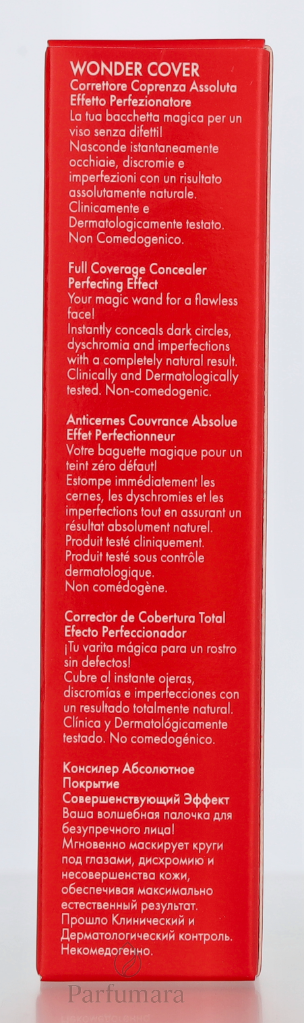 WONDER COVER
Correttore Coprenza Assoluta
Effetto Perfezionatore
La tua bacchetta magica per un
viso senza difetti!
Nasconde istantaneamente
occhiaie, discromie e
imperfezioni con un risultato
assolutamente naturale.
Clinicamente e
Dermatologicamente testato.
Non Comedogenico.
Full Coverage Concealer
Perfecting Effect
Your magic wand for a flawless
face!
Instantly conceals dark circles,
dyschromia and imperfections
with a completely natural result.
Clinically and Dermatologically
tested. Non-comedogenic.
Anticernes Couvrance Absolue
Effet Perfectionneur
Votre baguette magique pour un
teint zéro défaut!
Estompe immédiatement les
cernes, les dyschromies et les
imperfections tout en assurant un
résultat absolument naturel.
Produit testé cliniquement.
Produit testé sous contrôle
dermatologique.
Non comédogène.
Corrector de Cobertura Total
Efecto Perfeccionador
¡Tu varita mágica para un rostro
sin defectos!
Cubre al instante ojeras,
discromías e imperfecciones con
un resultado totalmente natural.
Clínica y Dermatológicamente
testado. No comedogénico.
Консилер Абсолютное
Покрытие
Совершенствующий Эффект
Ваша волшебная палочка для
безупречного лица!
Мгновенно маскирует круги
под глазами, дисхромию и
несовершенства кожи,
обеспечивая максимально
естественный результат.
Прошло Клинический и
Дерматологический контроль.
Некомедогенно.
Parfumara